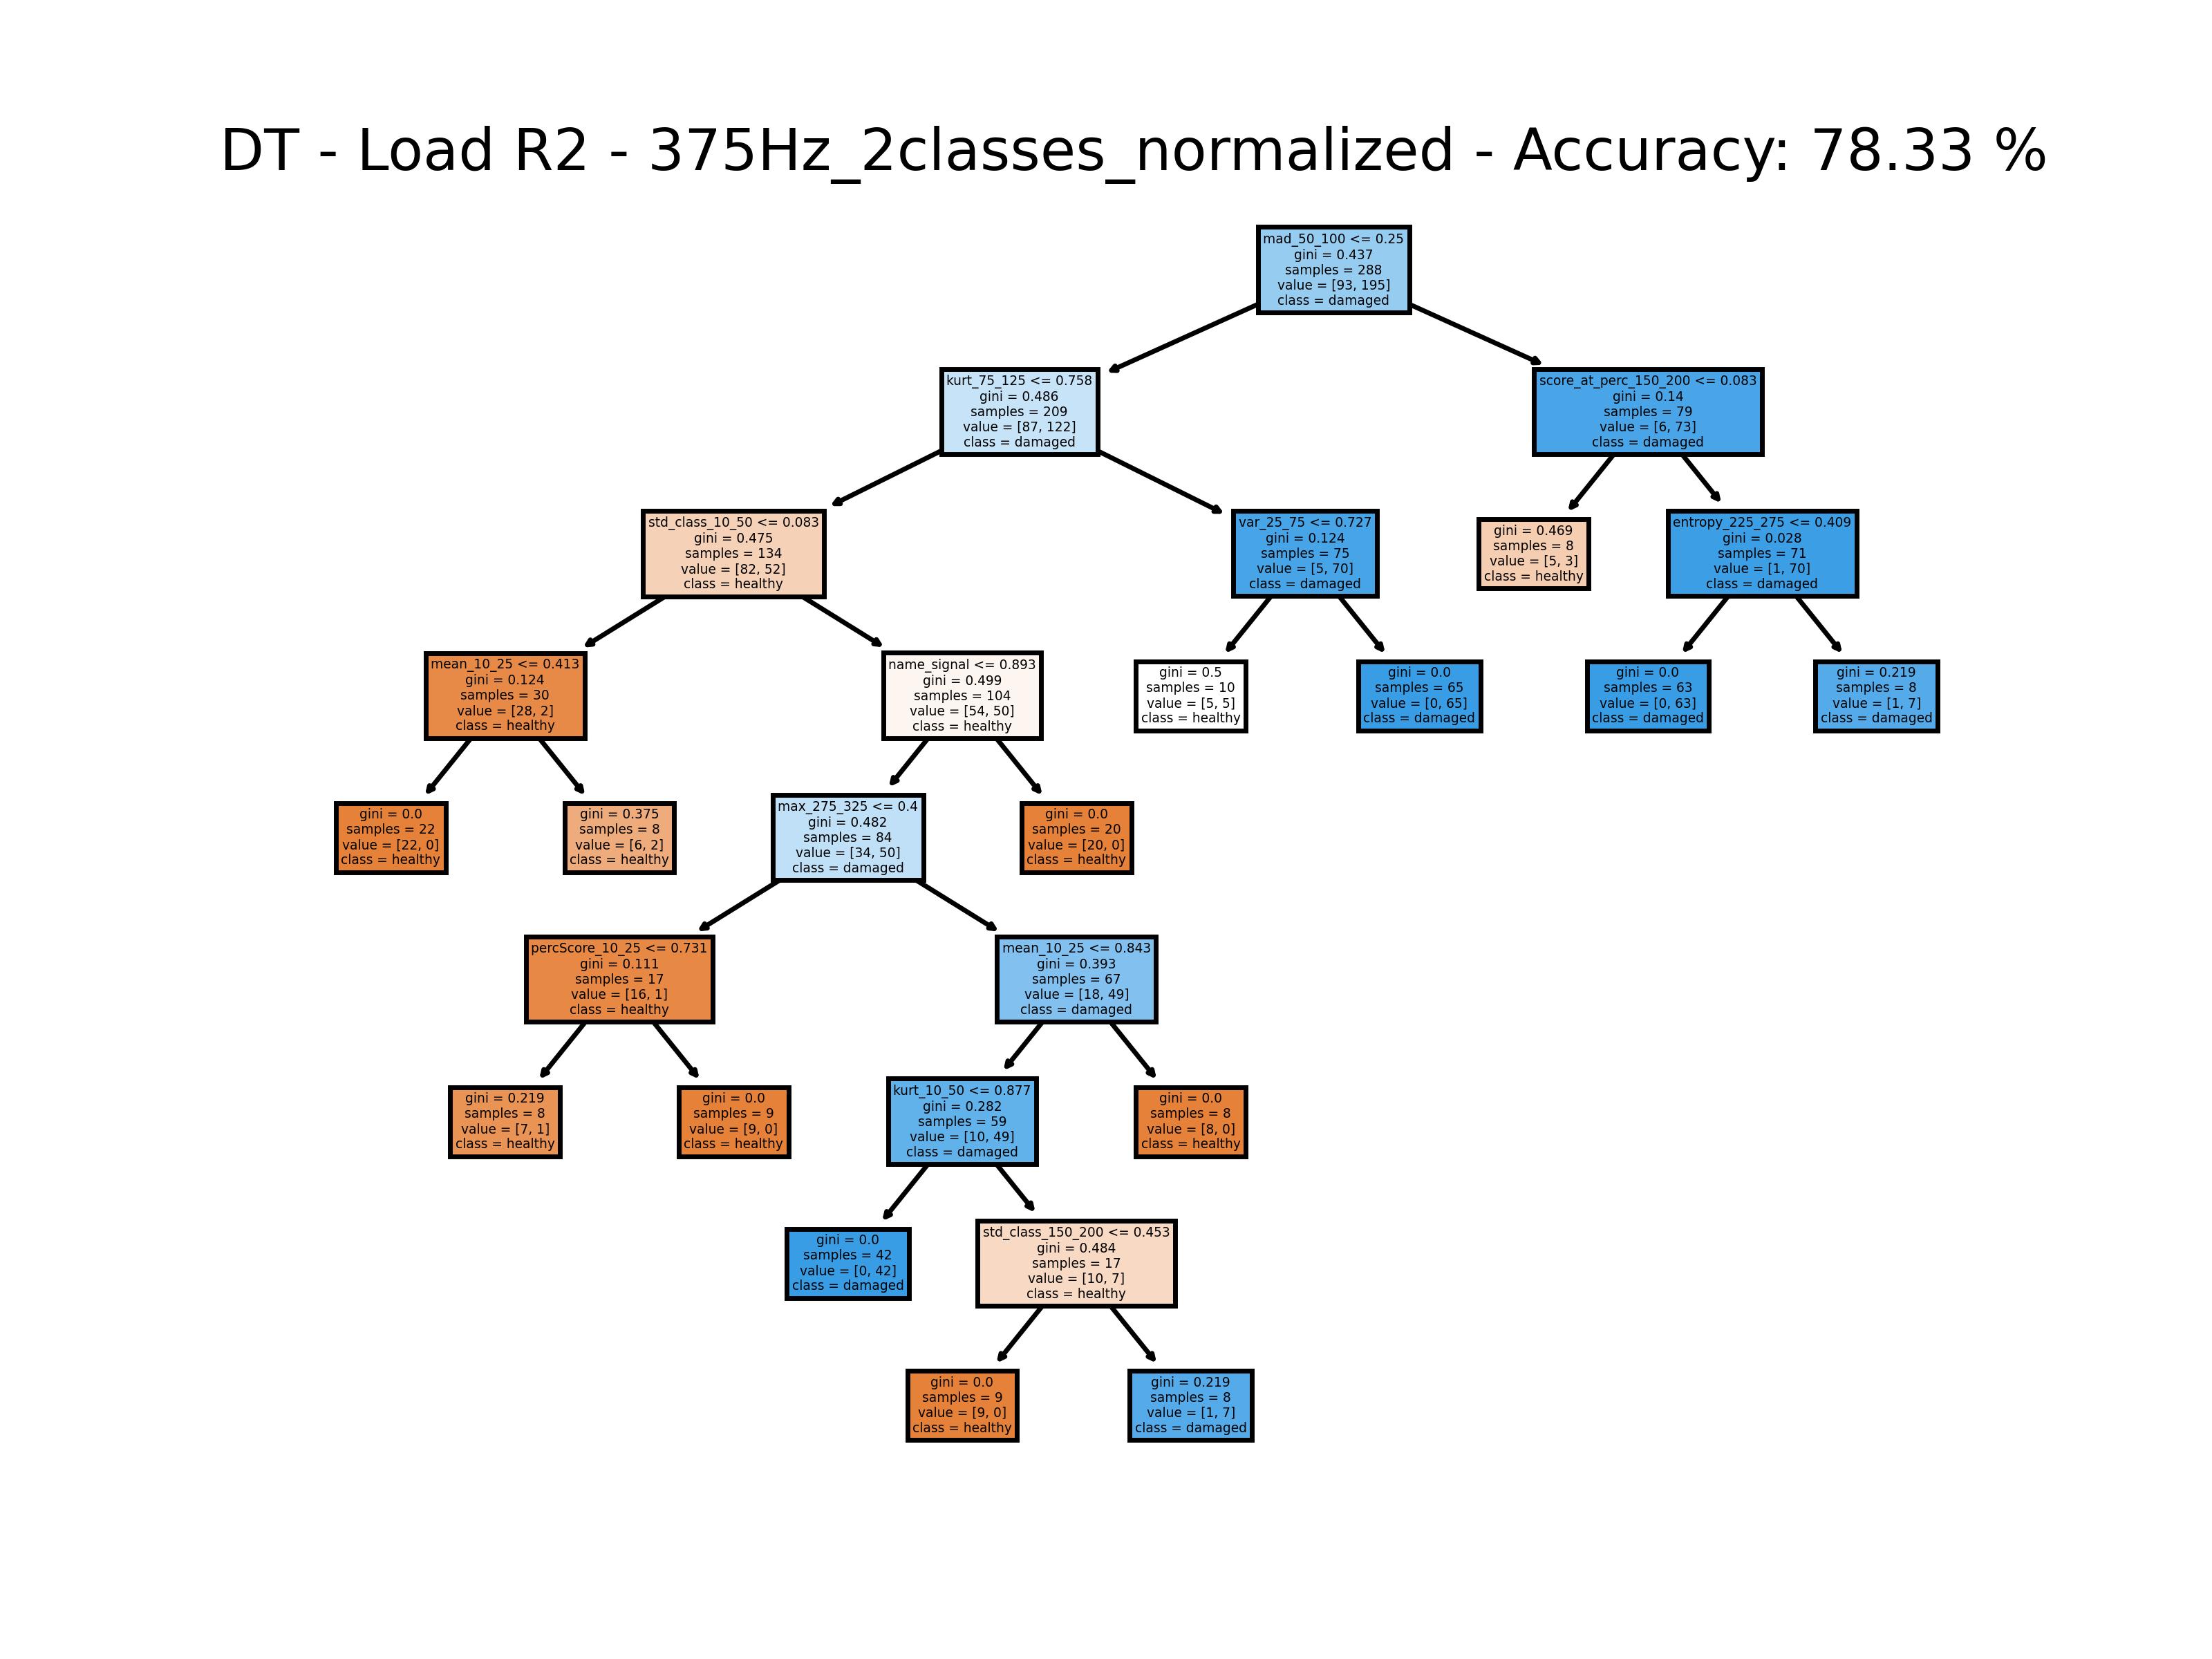 DT - Load R2 - 375Hz_2classes_normalized - Accuracy: 78.33 %
mad_50_100 <= 0.25
gini = 0.437
samples = 288
value = [93, 195]
class = damaged
kurt_75_125 <= 0.758
gini = 0.486
samples = 209
value = [87, 122]
class = damaged
score_at_perc_150_200 <= 0.083
gini = 0.14
samples = 79
value = [6, 73]
class = damaged
std_class_10_50 <= 0.083
gini = 0.475
samples = 134
value = [82, 52]
class = healthy
var_25_75 <= 0.727
gini = 0.124
samples = 75
value = [5, 70]
class = damaged
gini = 0.469
samples = 8
value = [5, 3]
class = healthy
entropy_225_275 <= 0.409
gini = 0.028
samples = 71
value = [1, 70]
class = damaged
mean_10_25 <= 0.413
gini = 0.124
samples = 30
value = [28, 2]
class = healthy
name_signal <= 0.893
gini = 0.499
samples = 104
value = [54, 50]
class = healthy
gini = 0.5
samples = 10
value = [5, 5]
class = healthy
gini = 0.0
samples = 65
value = [0, 65]
class = damaged
gini = 0.0
samples = 63
value = [0, 63]
class = damaged
gini = 0.219
samples = 8
value = [1, 7]
class = damaged
gini = 0.0
samples = 22
value = [22, 0]
class = healthy
gini = 0.375
samples = 8
value = [6, 2]
class = healthy
max_275_325 <= 0.4
gini = 0.482
samples = 84
value = [34, 50]
class = damaged
gini = 0.0
samples = 20
value = [20, 0]
class = healthy
percScore_10_25 <= 0.731
gini = 0.111
samples = 17
value = [16, 1]
class = healthy
mean_10_25 <= 0.843
gini = 0.393
samples = 67
value = [18, 49]
class = damaged
gini = 0.219
samples = 8
value = [7, 1]
class = healthy
gini = 0.0
samples = 9
value = [9, 0]
class = healthy
kurt_10_50 <= 0.877
gini = 0.282
samples = 59
value = [10, 49]
class = damaged
gini = 0.0
samples = 8
value = [8, 0]
class = healthy
gini = 0.0
samples = 42
value = [0, 42]
class = damaged
std_class_150_200 <= 0.453
gini = 0.484
samples = 17
value = [10, 7]
class = healthy
gini = 0.0
samples = 9
value = [9, 0]
class = healthy
gini = 0.219
samples = 8
value = [1, 7]
class = damaged